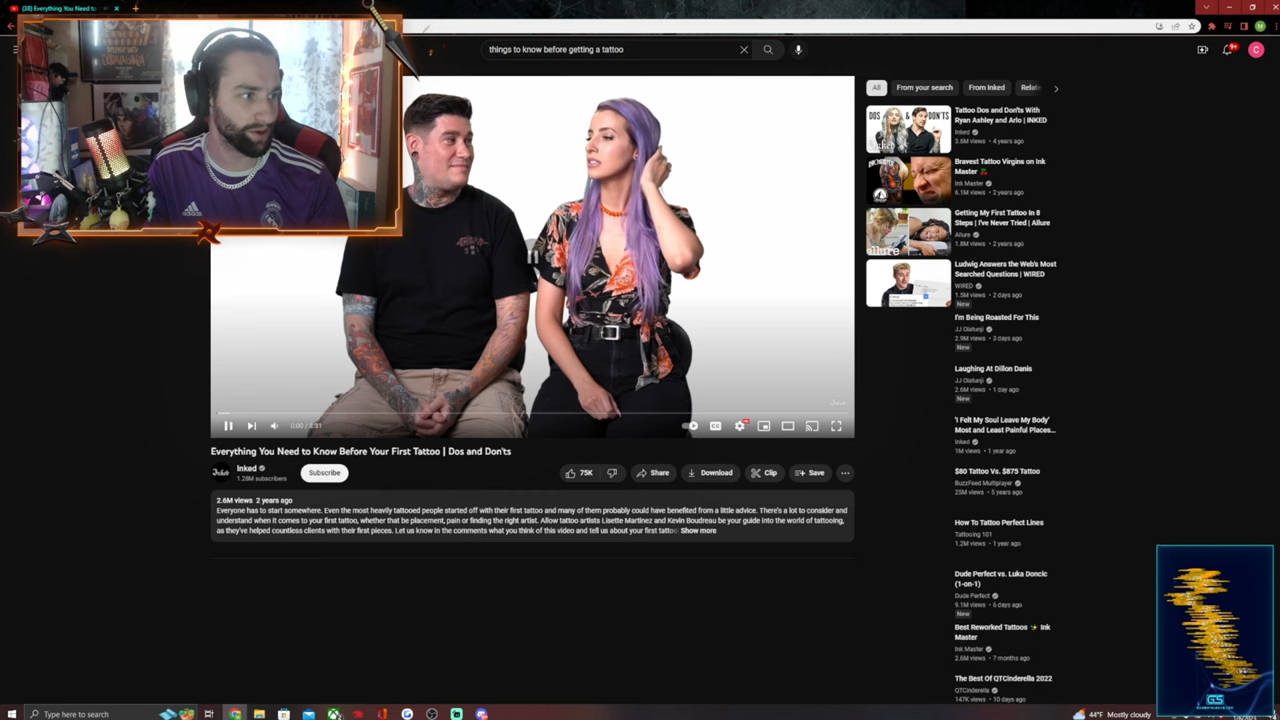 (38) Everything You Need to
things to know before getting a tattoo
9+
C
M
0:00 / 8:31
Everything You Need to Know Before Your First Tattoo | Dos and Don'ts
Inked
1.28M subscribers
Subscribe
75K
Share
Download
Clip
Save
2.6M views 2 years ago
Everyone has to start somewhere. Even the most heavily tattooed people started off with their first tattoo and many of them probably could have benefited from a little advice. There's a lot to consider and
understand when it comes to your first tattoo, whether that be placement, pain or finding the right artist. Allow tattoo artists Lisette Martinez and Kevin Boudreau be your guide into the world of tattooing,
as they've helped countless clients with their first pieces. Let us know in the comments what you think of this video and tell us about your first tattoo Show more
All
From your search
From Inked
DOS & DON'TS
Tattoo Dos and Don'ts With
Ryan Ashley and Arlo | INKED
Inked
3.6M views • 4 years ago
Bravest Tattoo Virgins on Ink
Master
Ink Master
6.1M views • 2 years ago
allure
Getting My First Tattoo In 8
Steps | I've Never Tried | Allure
Allure
1.8M views • 2 years ago
Ludwig Answers the Web's Most
Searched Questions | WIRED
WIRED
1.5M views • 2 days ago
New
I'm Being Roasted For This
JJ Olatunji
2.9M views • 3 days ago
New
Laughing At Dillon Danis
JJ Olatunji
2.6M views • 1 day ago
New
'I Felt My Soul Leave My Body'
Most and Least Painful Places...
Inked
1M views • 1 year ago
$80 Tattoo Vs. $875 Tattoo
BuzzFeed Multiplayer
25M views • 5 years ago
How To Tattoo Perfect Lines
Tattooing 101
1.2M views • 1 year ago
Dude Perfect vs. Luka Doncic
(1-on-1)
Dude Perfect
9.1M views • 6 days ago
New
Best Reworked Tattoos ✨ Ink
Master
Ink Master
2.6M views • 7 months ago
The Best Of QTCinderella 2022
QTCinderella
147K views • 10 days ago
Type here to search
44°F Mostly cloudy